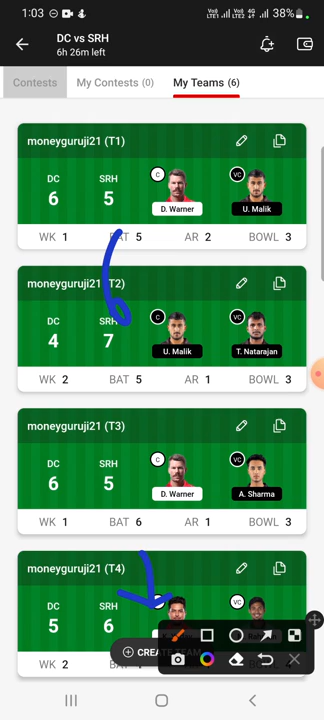 1:03 Vo) LTE1 Vo) LTE2 4G 38%
DC vs SRH
6h 26m left
Contests My Contests (0) My Teams (6)
moneyguruji21 (T1)
DC SRH
6 5
C VC
D. Warner U. Malik
WK 1 BAT 5 AR 2 BOWL 3
moneyguruji21 (T2)
DC SRH
4 7
C VC
U. Malik T. Natarajan
WK 2 BAT 5 AR 1 BOWL 3
moneyguruji21 (T3)
DC SRH
6 5
C VC
D. Warner A. Sharma
WK 1 BAT 6 AR 1 BOWL 3
moneyguruji21 (T4)
DC SRH
5 6
VC
CREATE TEAM
WK 2